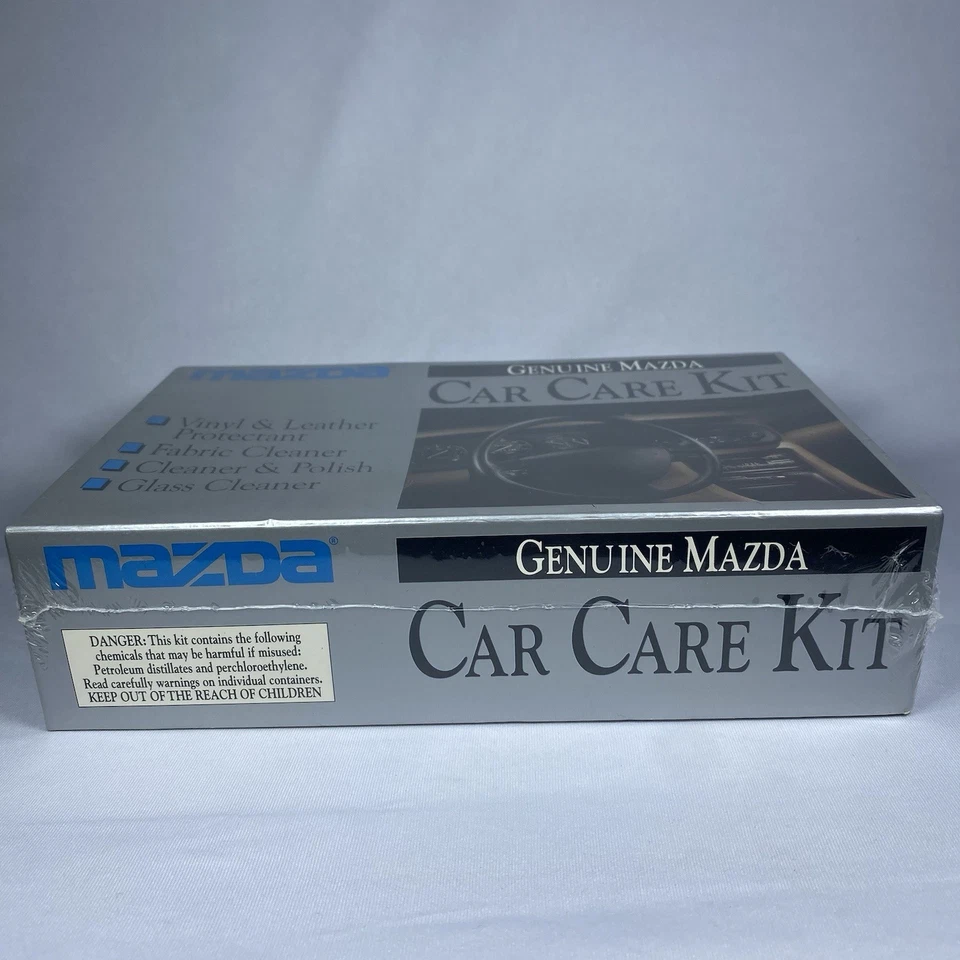 mazda
GENUINE MAZDA
CAR CARE KIT
Vinyl & Leather
Protectant
Fabric Cleaner
Cleaner & Polish
Glass Cleaner
mazda®
GENUINE MAZDA
CAR CARE KIT
DANGER: This kit contains the following
chemicals that may be harmful if misused:
Petroleum distillates and perchloroethylene.
Read carefully warnings on individual containers.
KEEP OUT OF THE REACH OF CHILDREN